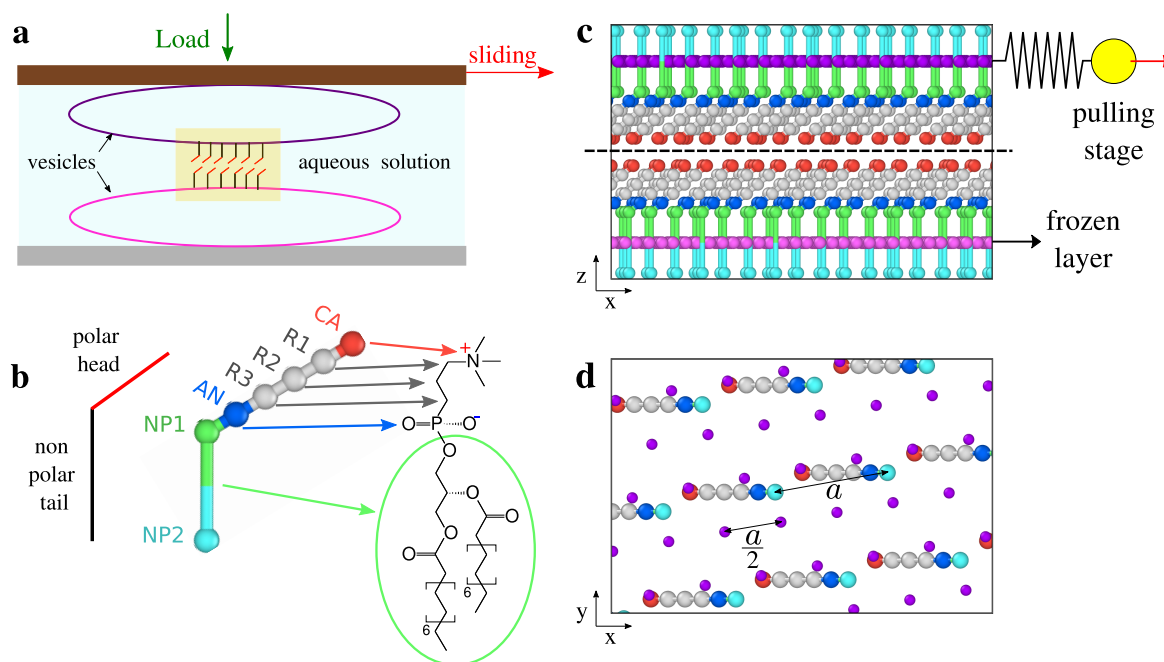 a
Load
sliding
vesicles
aqueous solution
b
polar
head
non
polar
tail
CA
R1
R2
R3
AN
NP1
NP2
+
N
O
P
O
-
O
O
O
O
O
6
6
c
pulling
stage
frozen
layer
z
x
d
a
a
2
y
x